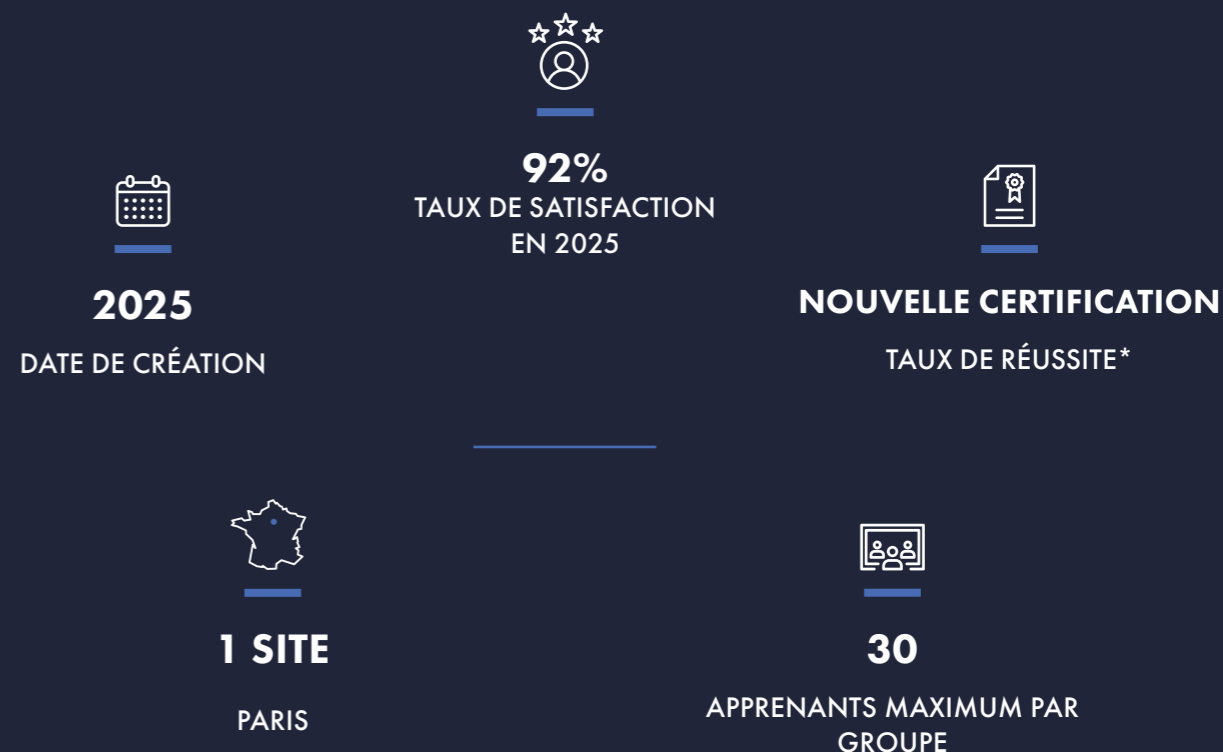 92%
TAUX DE SATISFACTION
EN 2025
2025
DATE DE CRÉATION
NOUVELLE CERTIFICATION
TAUX DE RÉUSSITE*
1 SITE
PARIS
30
APPRENANTS MAXIMUM PAR
GROUPE